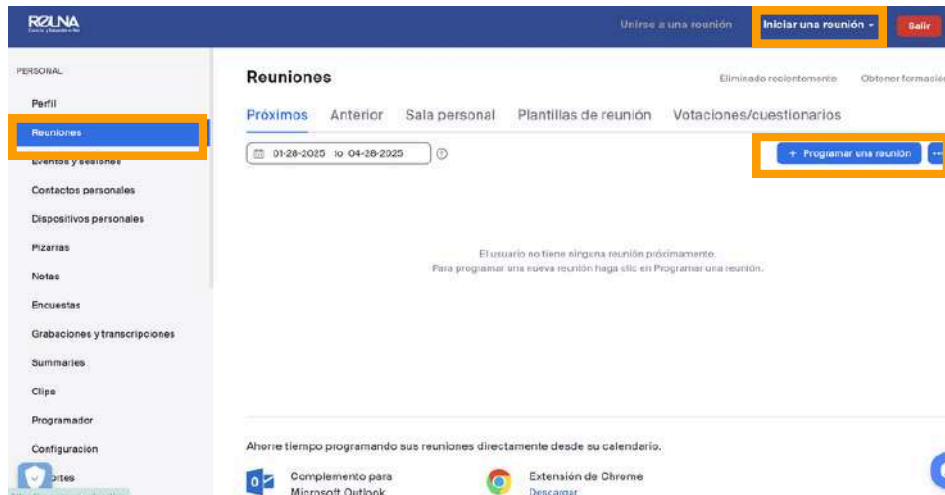 Unirse a una reunión
Iniciar una reunión
Salir
PERSONAL
Reuniones
Eliminado recientemente
Obtener formación
Perfil
Próximos
Anterior
Sala personal
Plantillas de reunión
Votaciones/cuestionarios
Reuniones
01-28-2025 to 04-28-2025
+ Programar una reunión
Eventos y sesiones
Contactos personales
Dispositivos personales
Pizarras
El usuario no tiene ninguna reunión próximamente.
Para programar una nueva reunión haga clic en Programar una reunión.
Notas
Encuestas
Grabaciones y transcripciones
Summaries
Clips
Programador
Configuración
Ahorre tiempo programando sus reuniones directamente desde su calendario.
Complemento para
Microsoft Outlook
Extensión de Chrome
Descargar